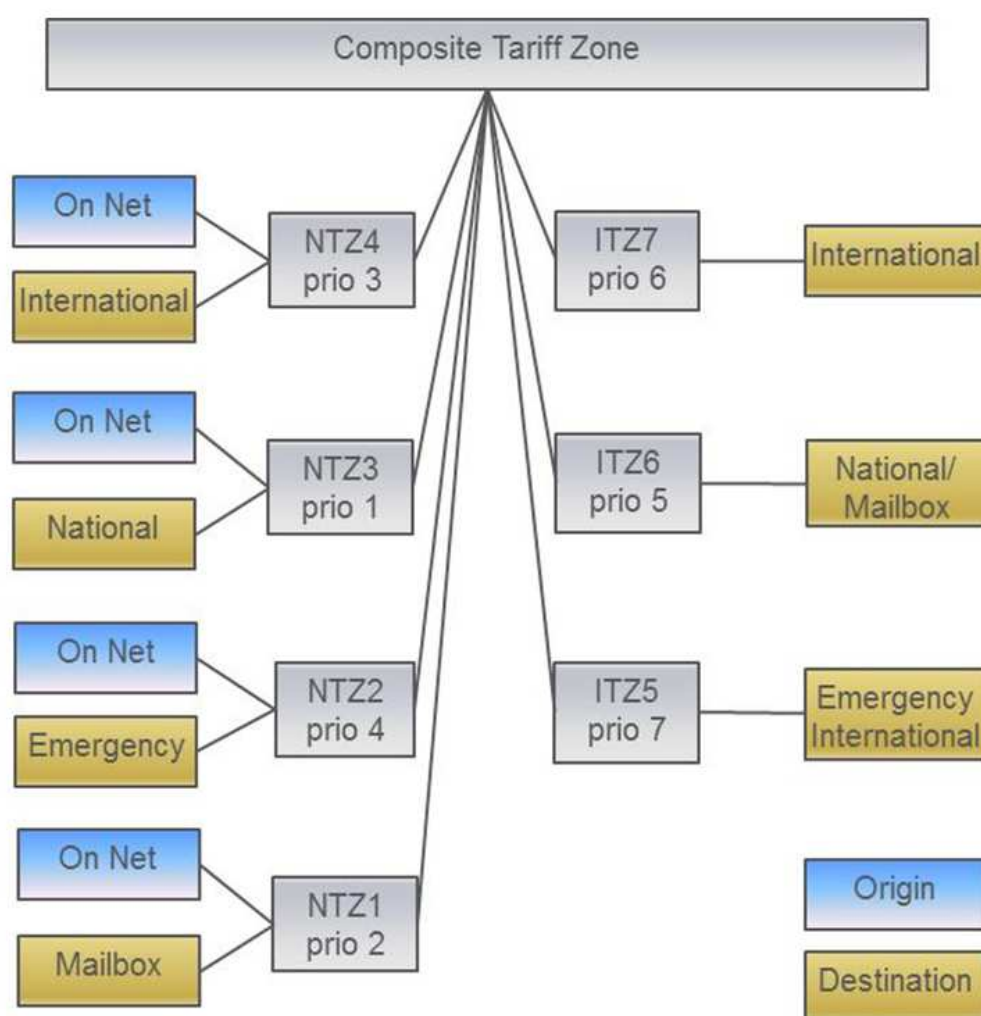 Composite Tariff Zone
On Net
International
NTZ4
prio 3
ITZ7
prio 6
International
On Net
National
NTZ3
prio 1
ITZ6
prio 5
National/
Mailbox
On Net
Emergency
NTZ2
prio 4
ITZ5
prio 7
Emergency
International
On Net
Mailbox
NTZ1
prio 2
Origin
Destination